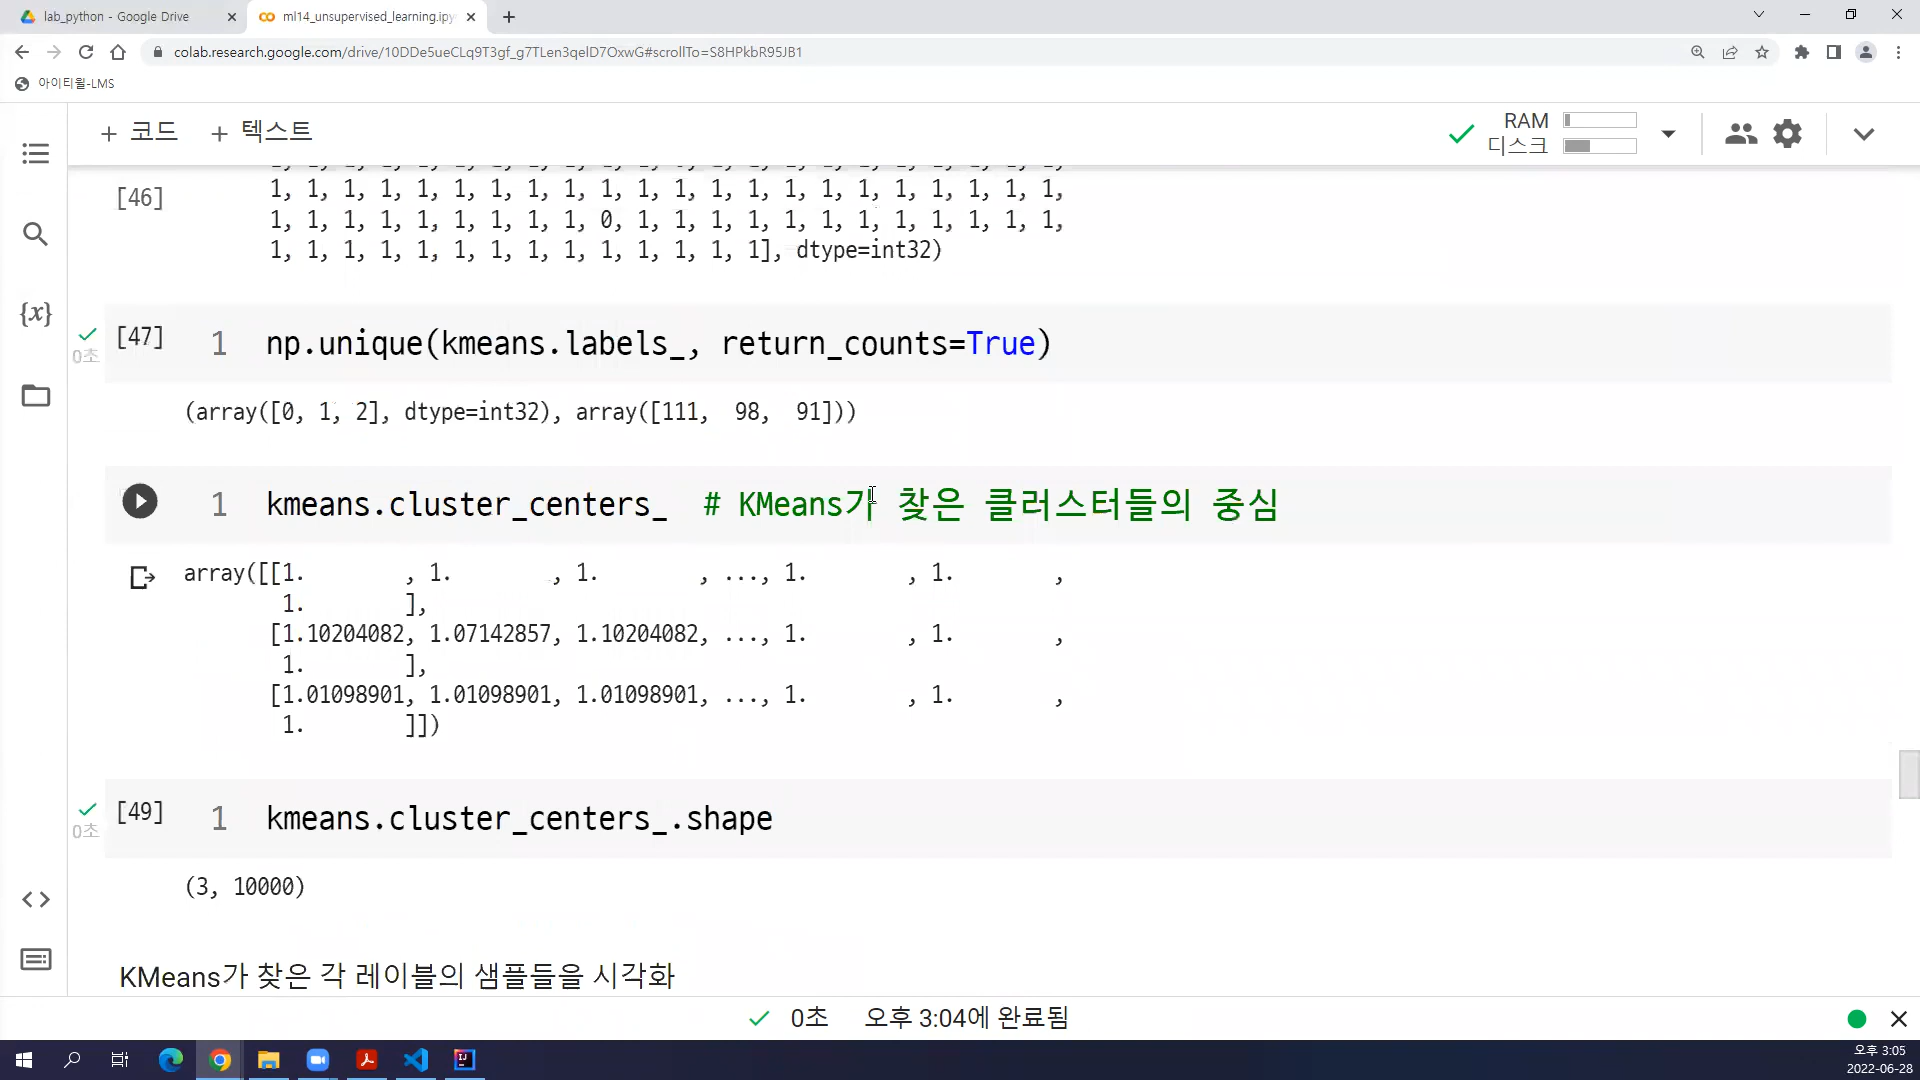 lab_python - Google Drive
ml14_unsupervised_learning.ipy
colab.research.google.com/drive/10DDe5ueCLq9T3gf_g7TLen3qelD7OxwG#scrollTo=S8HPkbR95JB1
아이티윌-LMS
+ 코드 + 텍스트
RAM
디스크
[46]
1, 1, 1, 1, 1, 1, 1, 1, 1, 1, 1, 1, 1, 1, 1, 1, 1, 1, 1, 1, 1, 1,
1, 1, 1, 1, 1, 1, 1, 1, 1, 0, 1, 1, 1, 1, 1, 1, 1, 1, 1, 1, 1, 1,
1, 1, 1, 1, 1, 1, 1, 1, 1, 1, 1, 1, 1, 1], dtype=int32)
[47] 1 np.unique(kmeans.labels_, return_counts=True)
0초
(array([0, 1, 2], dtype=int32), array([111, 98, 91]))
1 kmeans.cluster_centers_ # KMeans가 찾은 클러스터들의 중심
array([[1. , 1. , 1. , ..., 1. , 1. ,
1. ],
[1.10204082, 1.07142857, 1.10204082, ..., 1. , 1. ,
1. ],
[1.01098901, 1.01098901, 1.01098901, ..., 1. , 1. ,
1. ]])
[49] 1 kmeans.cluster_centers_.shape
0초
(3, 10000)
KMeans가 찾은 각 레이블의 샘플들을 시각화
0초 오후 3:04에 완료됨
오후 3:05
2022-06-28